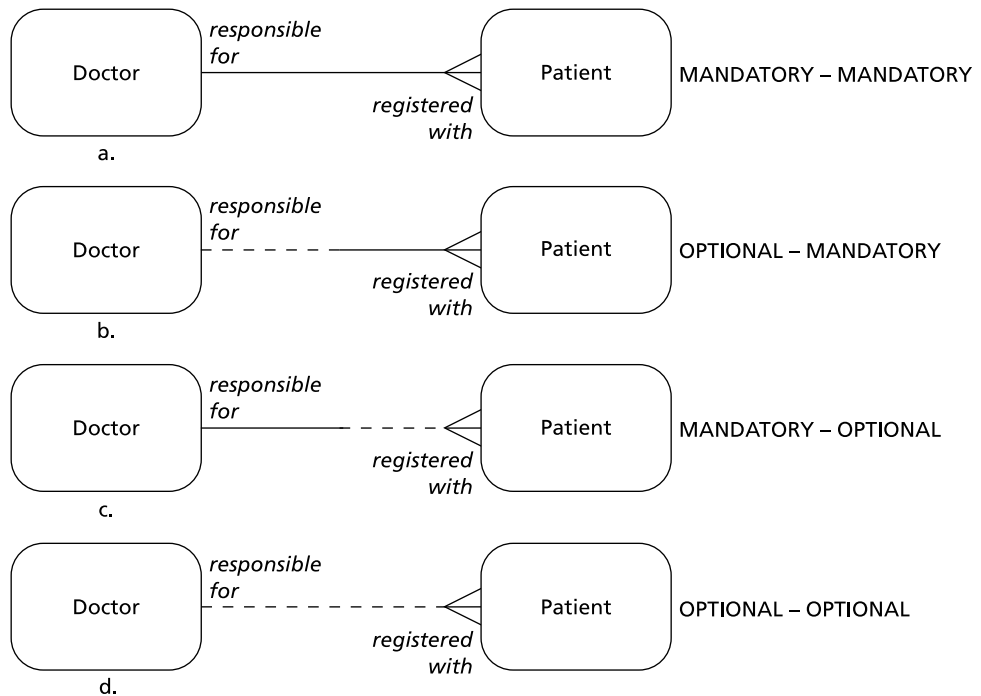 responsible
for
Doctor
Patient
MANDATORY – MANDATORY
registered
with
a.
responsible
for
Doctor
Patient
OPTIONAL – MANDATORY
registered
with
b.
responsible
for
Doctor
Patient
MANDATORY – OPTIONAL
registered
with
c.
responsible
for
Doctor
Patient
OPTIONAL – OPTIONAL
registered
with
d.